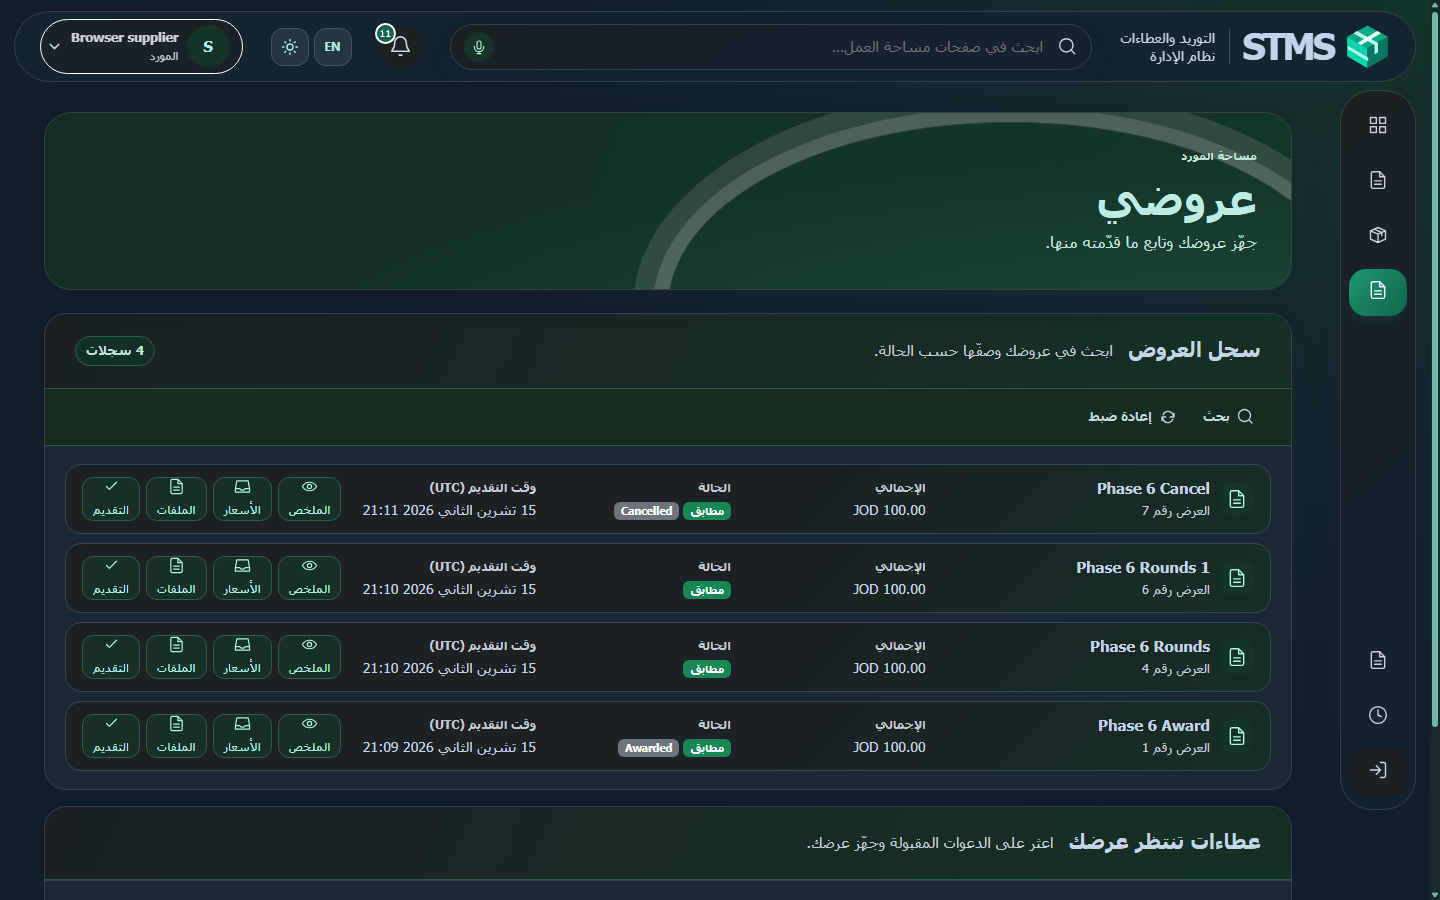 STMS
التوريد والعطاءات
نظام الإدارة
ابحث في صفحات مساحة العمل...
11
EN
Browser supplier
المورد
S
مساحة المورد
عروضي
جهّز عروضك وتابع ما قدّمته منها.
سجل العروض
ابحث في عروضك وصفّها حسب الحالة.
4 سجلات
بحث
إعادة ضبط
Phase 6 Cancel
العرض رقم 7
الإجمالي
JOD 100.00
الحالة
مطابق Cancelled
وقت التقديم (UTC)
15 تشرين الثاني 2026 21:11
الملخص
الأسعار
الملفات
التقديم
Phase 6 Rounds 1
العرض رقم 6
الإجمالي
JOD 100.00
الحالة
مطابق
وقت التقديم (UTC)
15 تشرين الثاني 2026 21:10
الملخص
الأسعار
الملفات
التقديم
Phase 6 Rounds
العرض رقم 4
الإجمالي
JOD 100.00
الحالة
مطابق
وقت التقديم (UTC)
15 تشرين الثاني 2026 21:10
الملخص
الأسعار
الملفات
التقديم
Phase 6 Award
العرض رقم 1
الإجمالي
JOD 100.00
الحالة
مطابق Awarded
وقت التقديم (UTC)
15 تشرين الثاني 2026 21:09
الملخص
الأسعار
الملفات
التقديم
عطاءات تنتظر عرضك
اعثر على الدعوات المقبولة وجهّز عرضك.